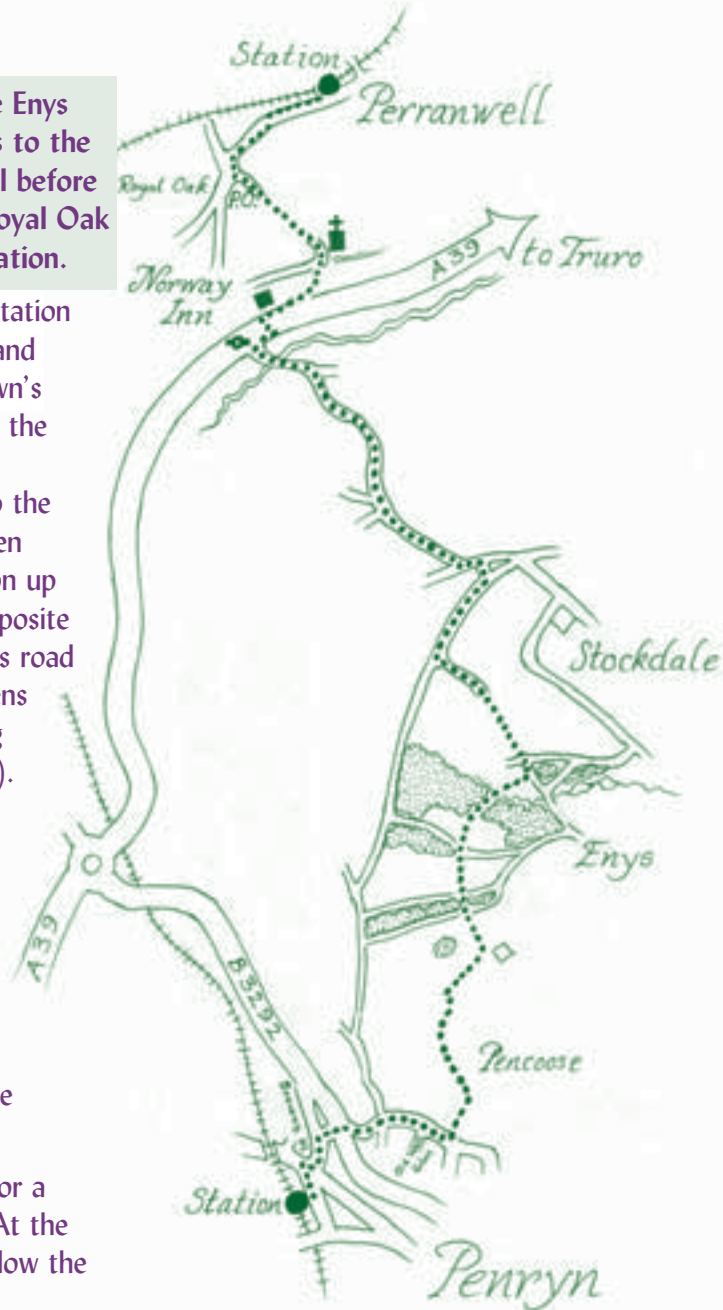 e Enys
s to the
l before
oyal Oak
ation.
tation
and
wn's
the
o the
en
on up
posite
s road
ens
g
).
e
or a
At the
low the
Station
Perranwell
Royal Oak
P.O.
Norway
Inn
A39
to Truro
Stockdale
Enys
A39
B3292
Pencoose
Station
Penryn